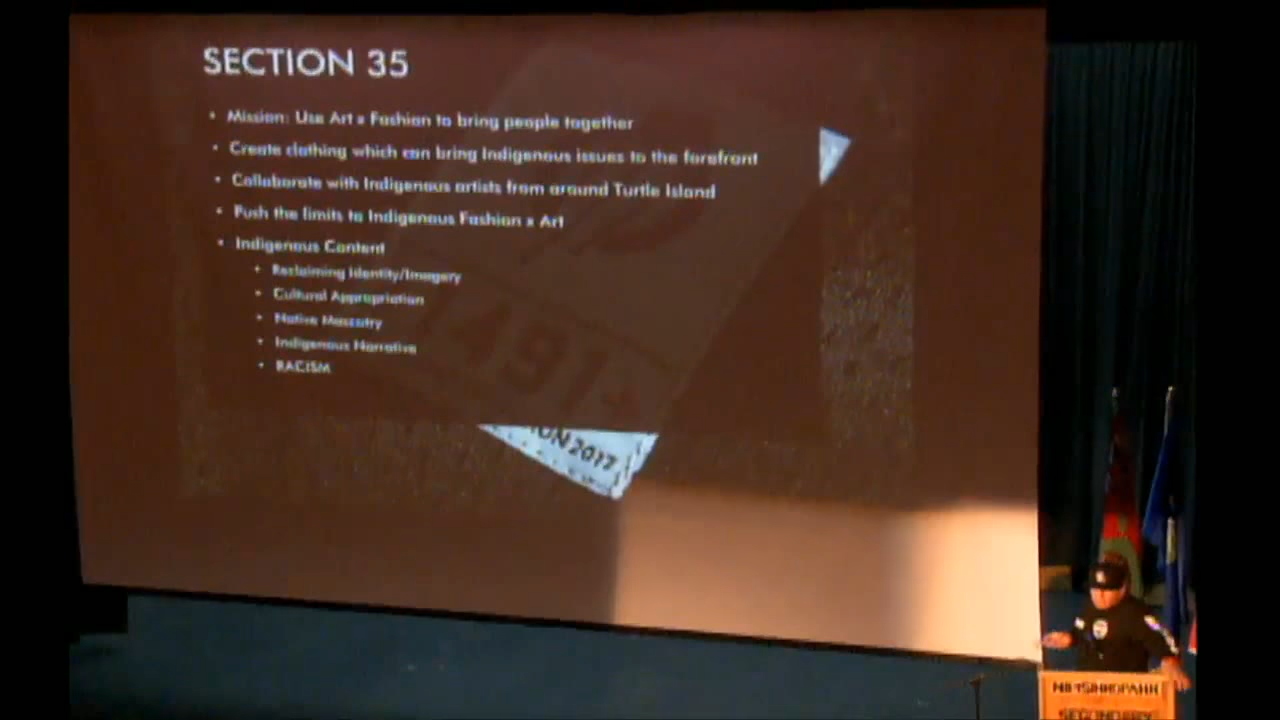 SECTION 35
• Mission: Use Art x Fashion to bring people together
• Create clothing which can bring Indigenous issues to the forefront
• Collaborate with Indigenous artists from around Turtle Island
• Push the limits to Indigenous Fashion x Art
• Indigenous Content
• Reclaiming Identity/Imagery
• Cultural Appropriation
• Native Mascotry
• Indigenous Narrative
• RACISM
1491
2017
SECONDARY